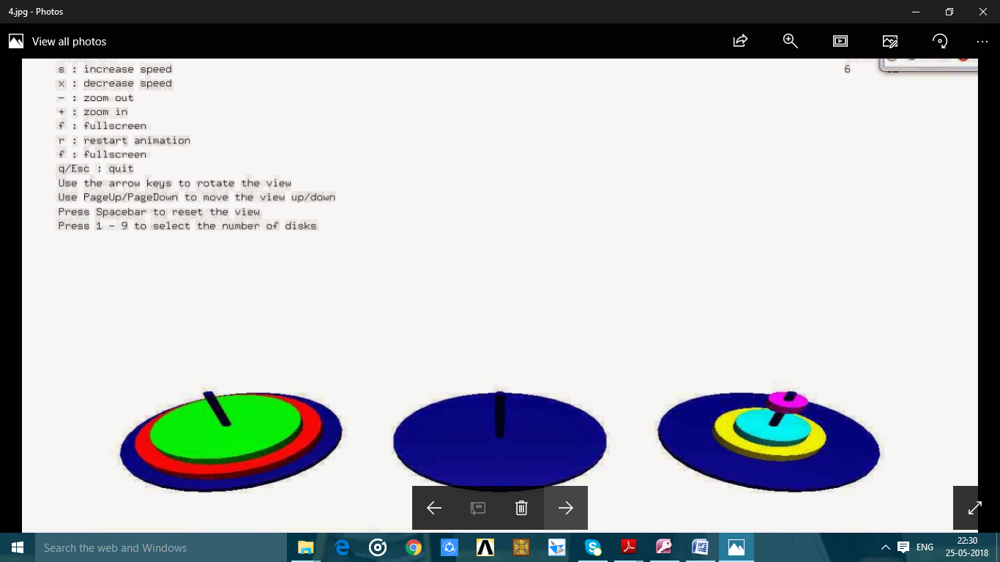 4.jpg - Photos
View all photos
s : increase speed
x : decrease speed
- : zoom out
+ : zoom in
f : fullscreen
r : restart animation
f : fullscreen
q/Esc : quit
Use the arrow keys to rotate the view
Use PageUp/PageDown to move the view up/down
Press Spacebar to reset the view
Press 1 - 9 to select the number of disks
6
Search the web and Windows
DOS
ENG
22:30
25-05-2018